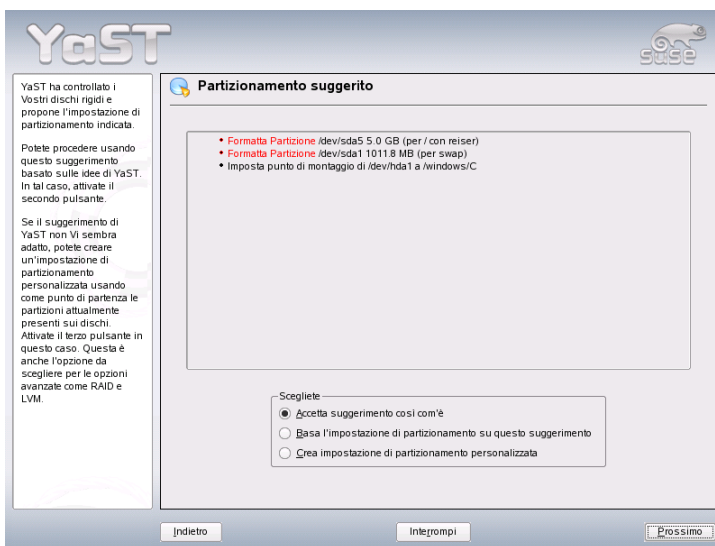 YaST
suse
YaST ha controllato i
Vostri dischi rigidi e
propone l'impostazione di
partizionamento indicata.
Potete procedere usando
questo suggerimento
basato sulle idee di YaST.
In tal caso, attivate il
secondo pulsante.
Se il suggerimento di
YaST non Vi sembra
adatto, potete creare
un'impostazione di
partizionamento
personalizzata usando
come punto di partenza le
partizioni attualmente
presenti sui dischi.
Attivate il terzo pulsante in
questo caso. Questa è
anche l'opzione da
scegliere per le opzioni
avanzate come RAID e
LVM.
Partizionamento suggerito
• Formatta Partizione /dev/sda5 5.0 GB (per / con reiser)
• Formatta Partizione /dev/sda1 1011.8 MB (per swap)
• Imposta punto di montaggio di /dev/hda1 a /windows/C
Scegliete
Accetta suggerimento così com'è
Basa l'impostazione di partizionamento su questo suggerimento
Crea impostazione di partizionamento personalizzata
Indietro
Interrompi
Prossimo